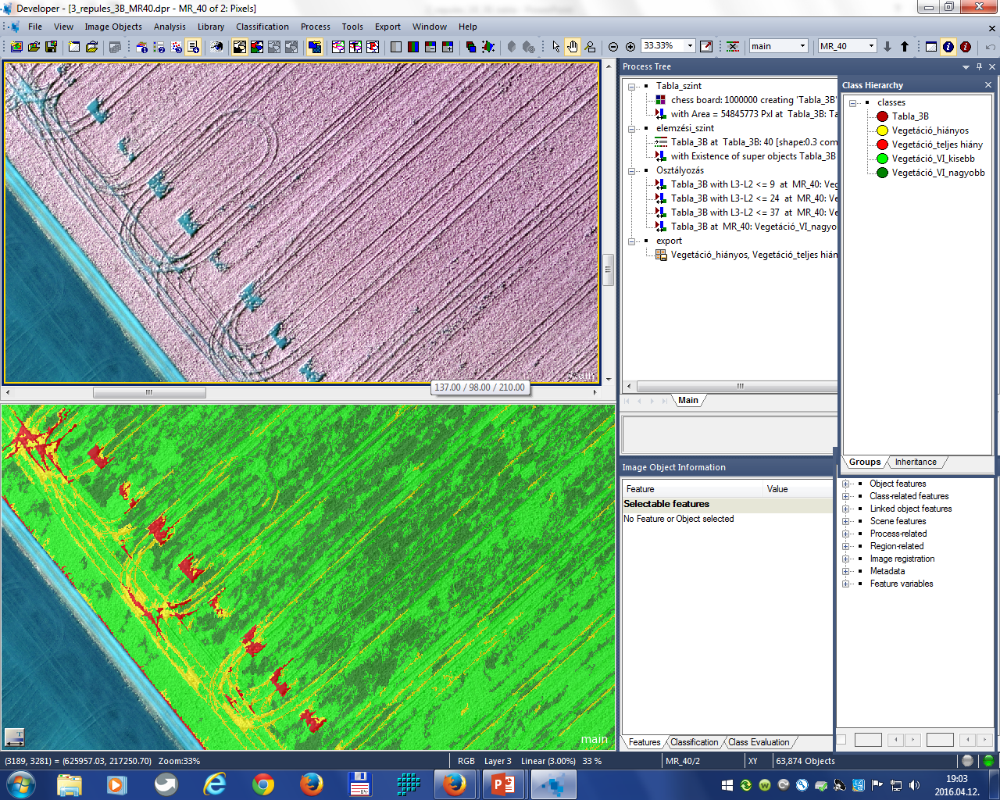 Developer - [3_repules_3B_MR40.dpr - MR_40 of 2: Pixels]
File View Image Objects Analysis Library Classification Process Tools Export Window Help
33.33% main MR_40
Process Tree
Tabla_szint
chess board: 1000000 creating 'Tabla_3B'
with Area = 54845773 Pxl at Tabla_3B: Ta
elemzési_szint
Tabla_3B at Tabla_3B: 40 [shape:0.3 com
with Existence of super objects Tabla_3B
Osztályozás
Tabla_3B with L3-L2 <= 9 at MR_40: Veg
Tabla_3B with L3-L2 <= 24 at MR_40: Ve
Tabla_3B with L3-L2 <= 37 at MR_40: Ve
Tabla_3B at MR_40: Vegetáció_VI_nagyo
export
Vegetáció_hiányos, Vegetáció_teljes hián
Main
Class Hierarchy
classes
Tabla_3B
Vegetáció_hiányos
Vegetáció_teljes hiány
Vegetáció_VI_kisebb
Vegetáció_VI_nagyobb
Groups Inheritance
main
137.00 / 98.00 / 210.00
Image Object Information
Feature Value
Selectable features
No Feature or Object selected
Features Classification Class Evaluation
Object features
Class-related features
Linked object features
Scene features
Process-related
Region-related
Image registration
Metadata
Feature variables
main
(3189, 3281) = (625957.03, 217250.70) Zoom:33%
RGB Layer 3 Linear (3.00%) 33 % MR_40/2 XY 63,874 Objects
19:03
2016.04.12.